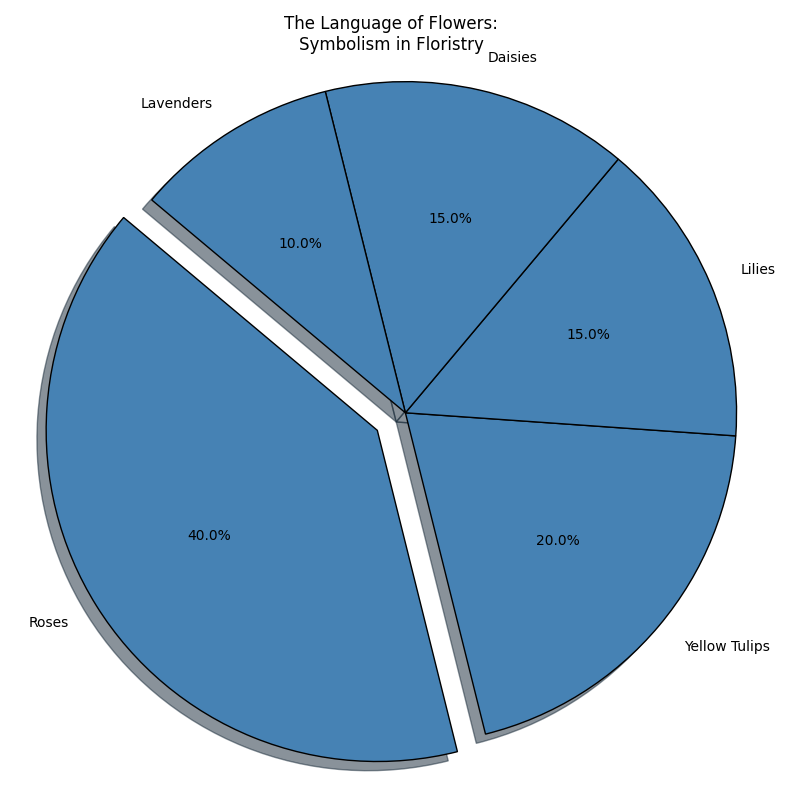 The Language of Flowers:
Symbolism in Floristry
Daisies
Lavenders
15.0%
10.0%
Lilies
15.0%
40.0%
20.0%
Roses
Yellow Tulips